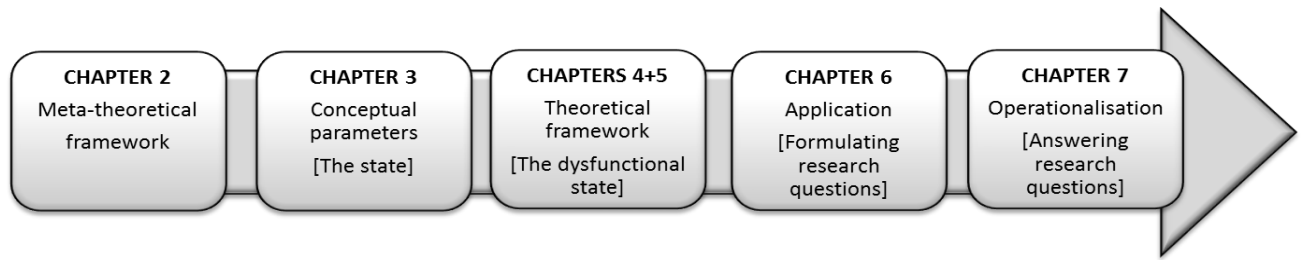 CHAPTER 2
Meta-theoretical
framework
CHAPTER 3
Conceptual
parameters
[The state]
CHAPTERS 4+5
Theoretical
framework
[The dysfunctional
state]
CHAPTER 6
Application
[Formulating
research
questions]
CHAPTER 7
Operationalisation
[Answering
research
questions]